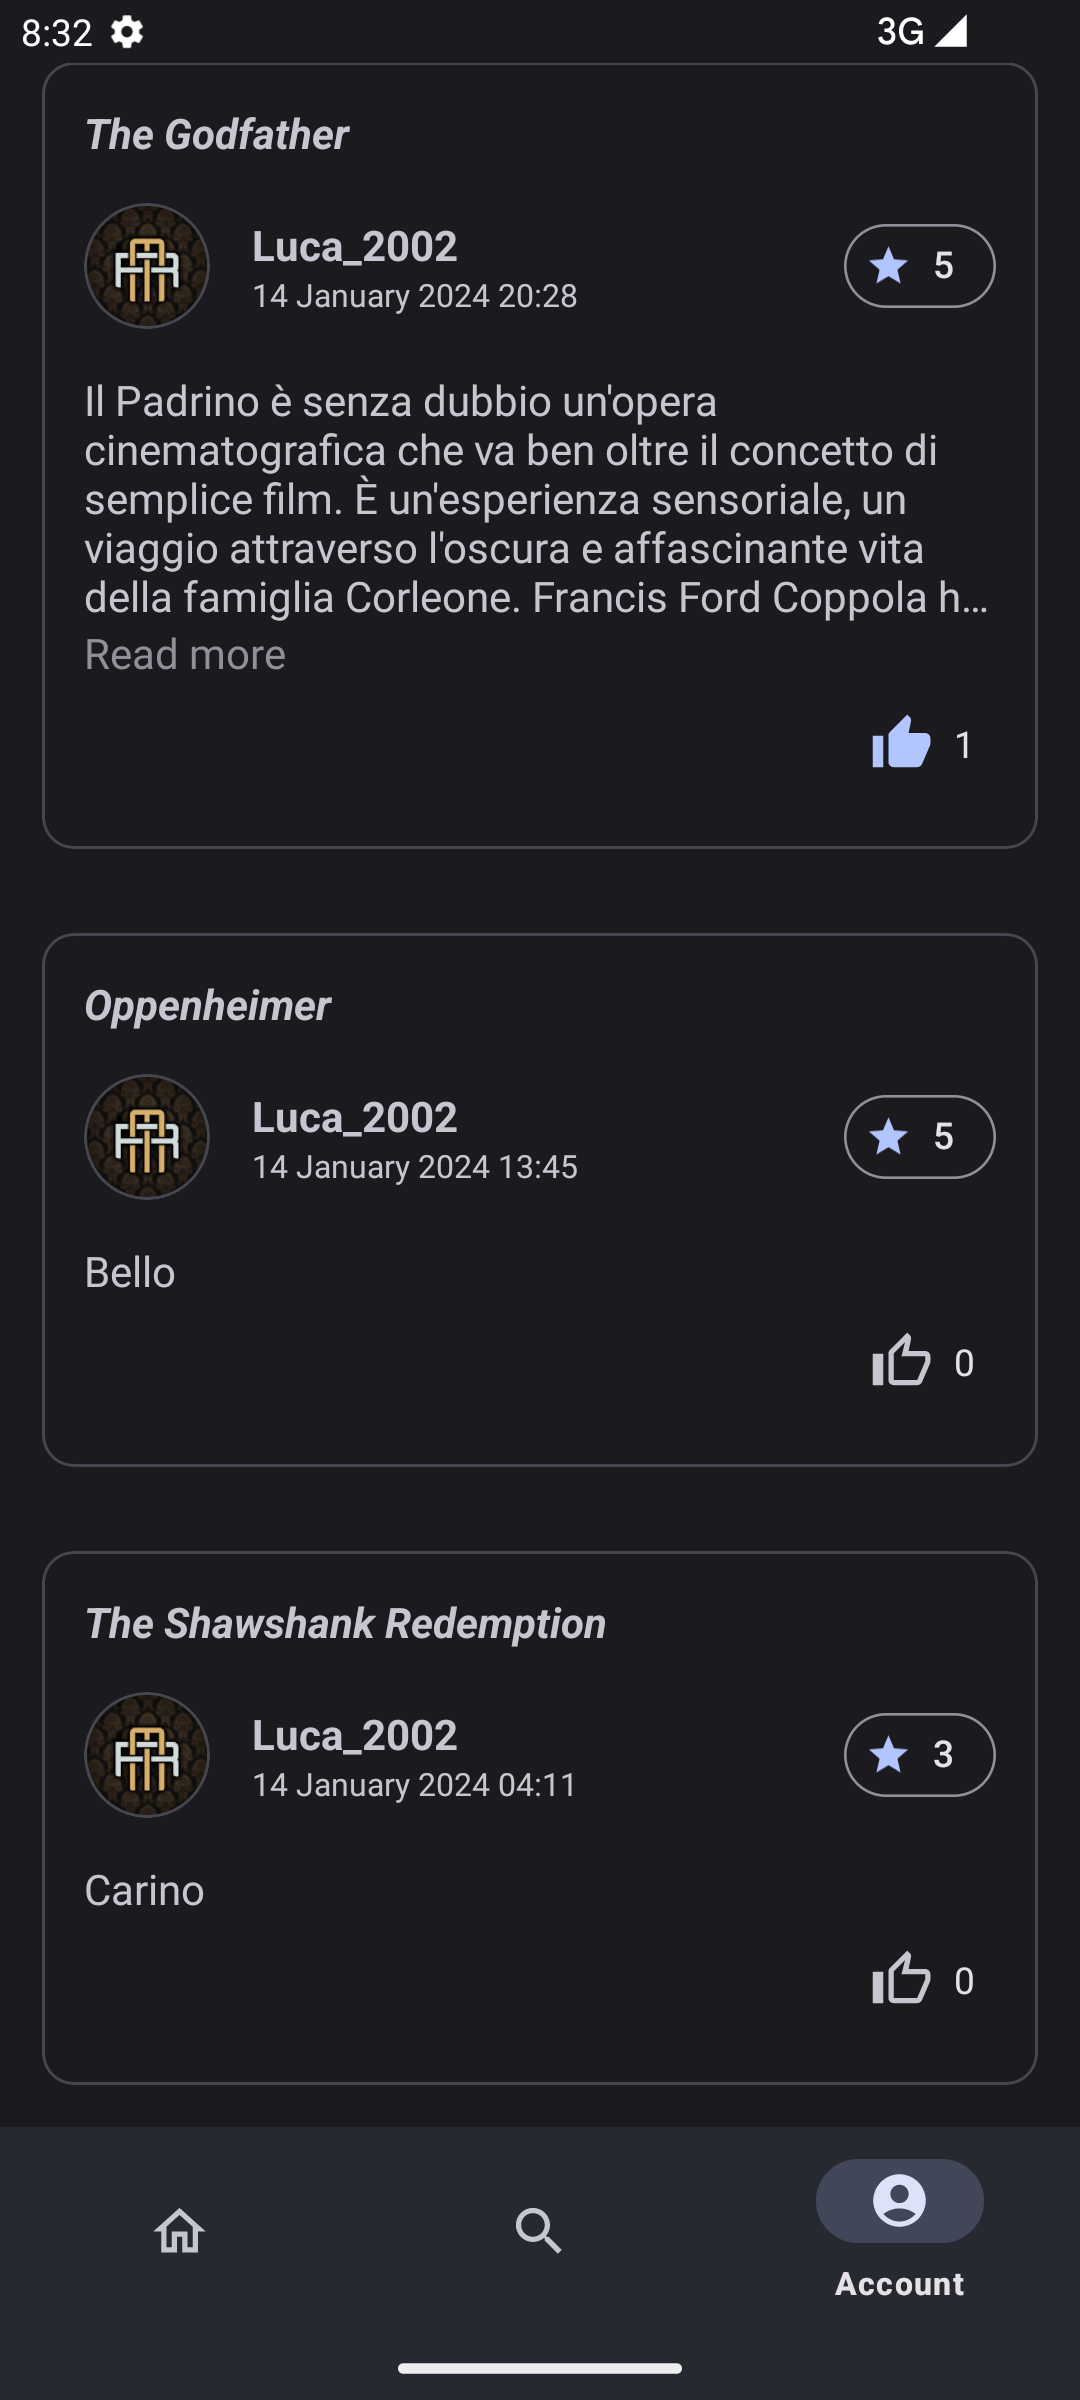 8:32
3G
The Godfather
Luca_2002
14 January 2024 20:28
5
Il Padrino è senza dubbio un'opera
cinematografica che va ben oltre il concetto di
semplice film. È un'esperienza sensoriale, un
viaggio attraverso l'oscura e affascinante vita
della famiglia Corleone. Francis Ford Coppola h...
Read more
1
Oppenheimer
Luca_2002
14 January 2024 13:45
5
Bello
0
The Shawshank Redemption
Luca_2002
14 January 2024 04:11
3
Carino
0
Account